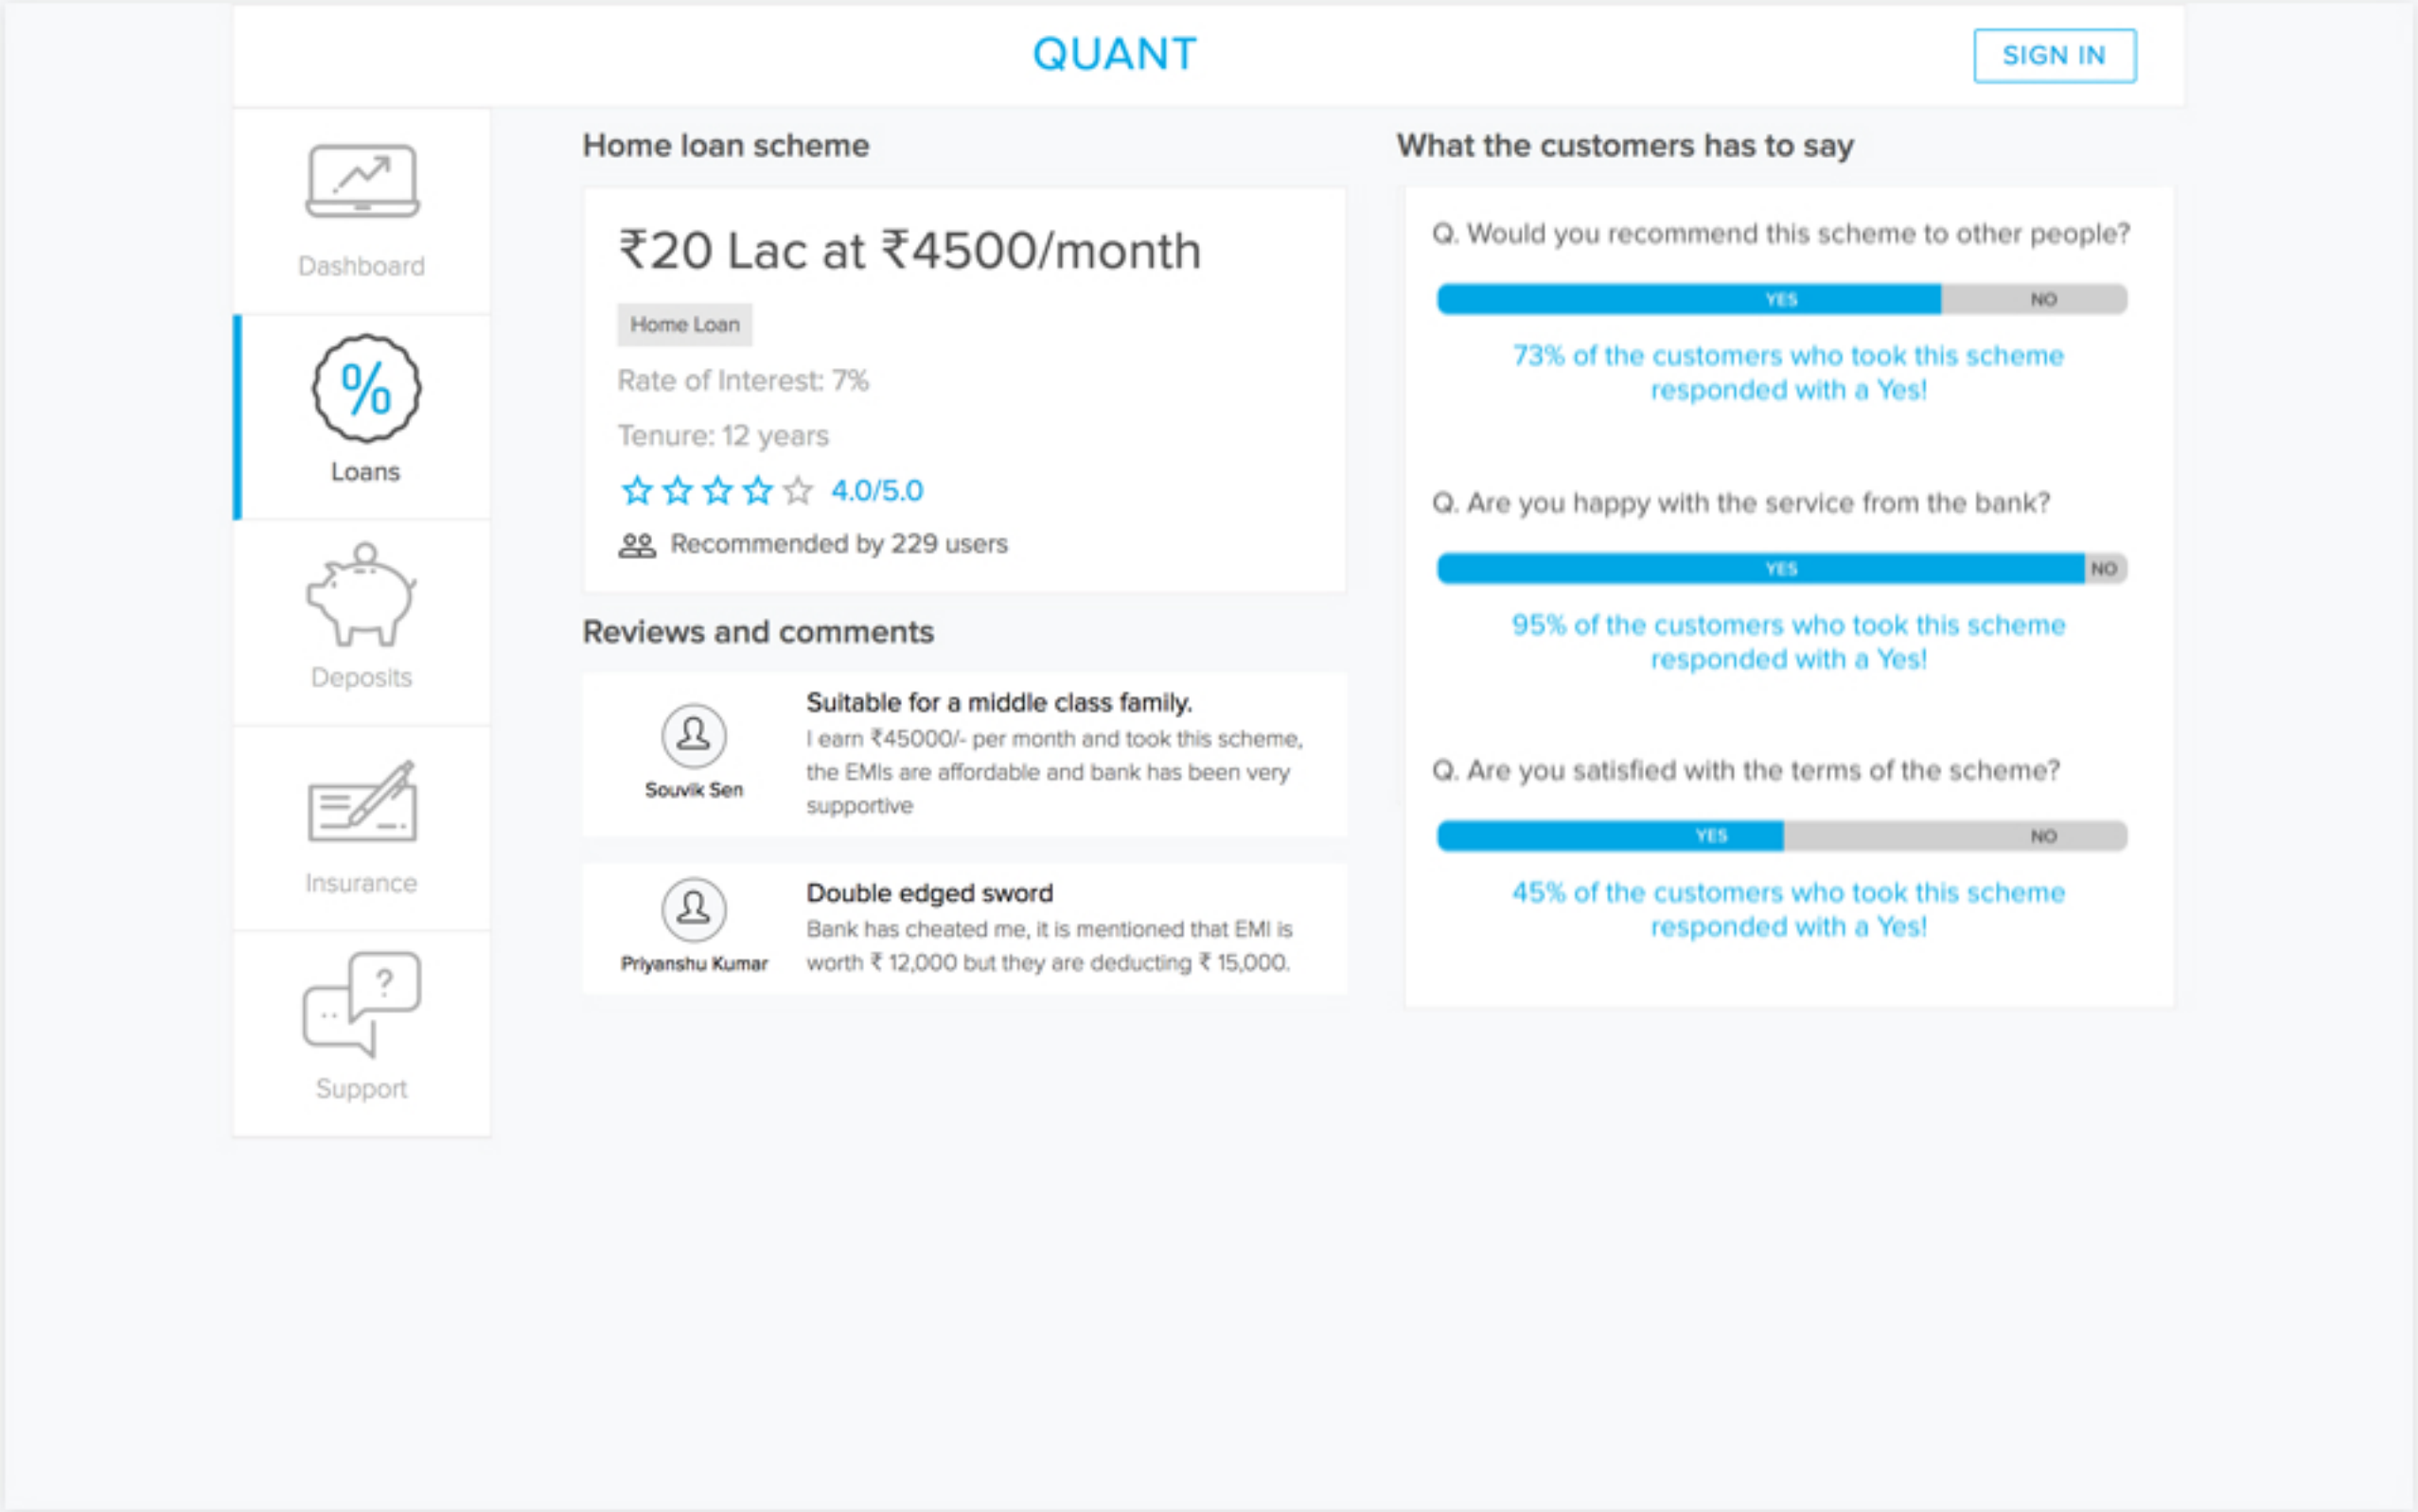 QUANT
SIGN IN
Dashboard
%
Loans
Deposits
Insurance
?
Support
Home loan scheme
₹20 Lac at ₹4500/month
Home Loan
Rate of Interest: 7%
Tenure: 12 years
4.0/5.0
Recommended by 229 users
Reviews and comments
Souvik Sen
Suitable for a middle class family.
I earn ₹45000/- per month and took this scheme,
the EMIs are affordable and bank has been very
supportive
Priyanshu Kumar
Double edged sword
Bank has cheated me, it is mentioned that EMI is
worth ₹ 12,000 but they are deducting ₹ 15,000.
What the customers has to say
Q. Would you recommend this scheme to other people?
YES NO
73% of the customers who took this scheme
responded with a Yes!
Q. Are you happy with the service from the bank?
YES NO
95% of the customers who took this scheme
responded with a Yes!
Q. Are you satisfied with the terms of the scheme?
YES NO
45% of the customers who took this scheme
responded with a Yes!